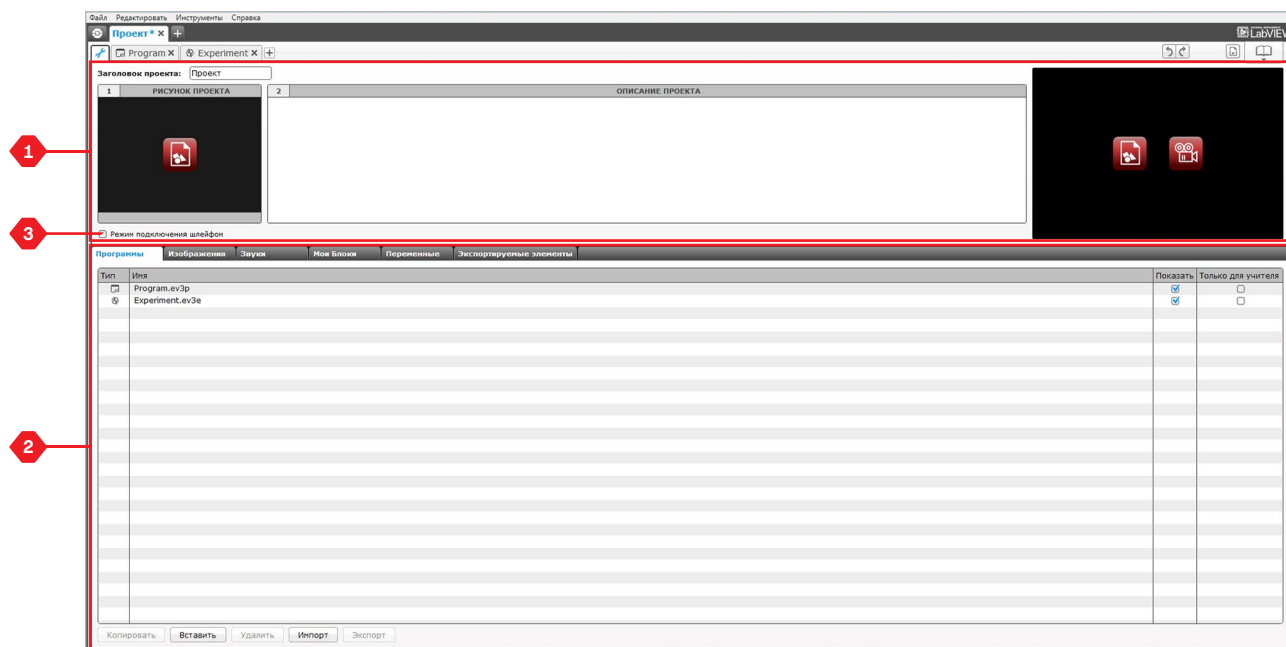 Файл Редактировать Инструменты Справка
Проект* × +
LabVIEW
Program × Experiment × +
Заголовок проекта: Проект
1 РИСУНОК ПРОЕКТА 2 ОПИСАНИЕ ПРОЕКТА
1
3
Режим подключения шлейфом
Программы Изображения Звуки Мои Блоки Переменные Экспортируемые элементы
Тип Имя Показать Только для учителя
Program.ev3p
Experiment.ev3e
2
Копировать Вставить Удалить Импорт Экспорт